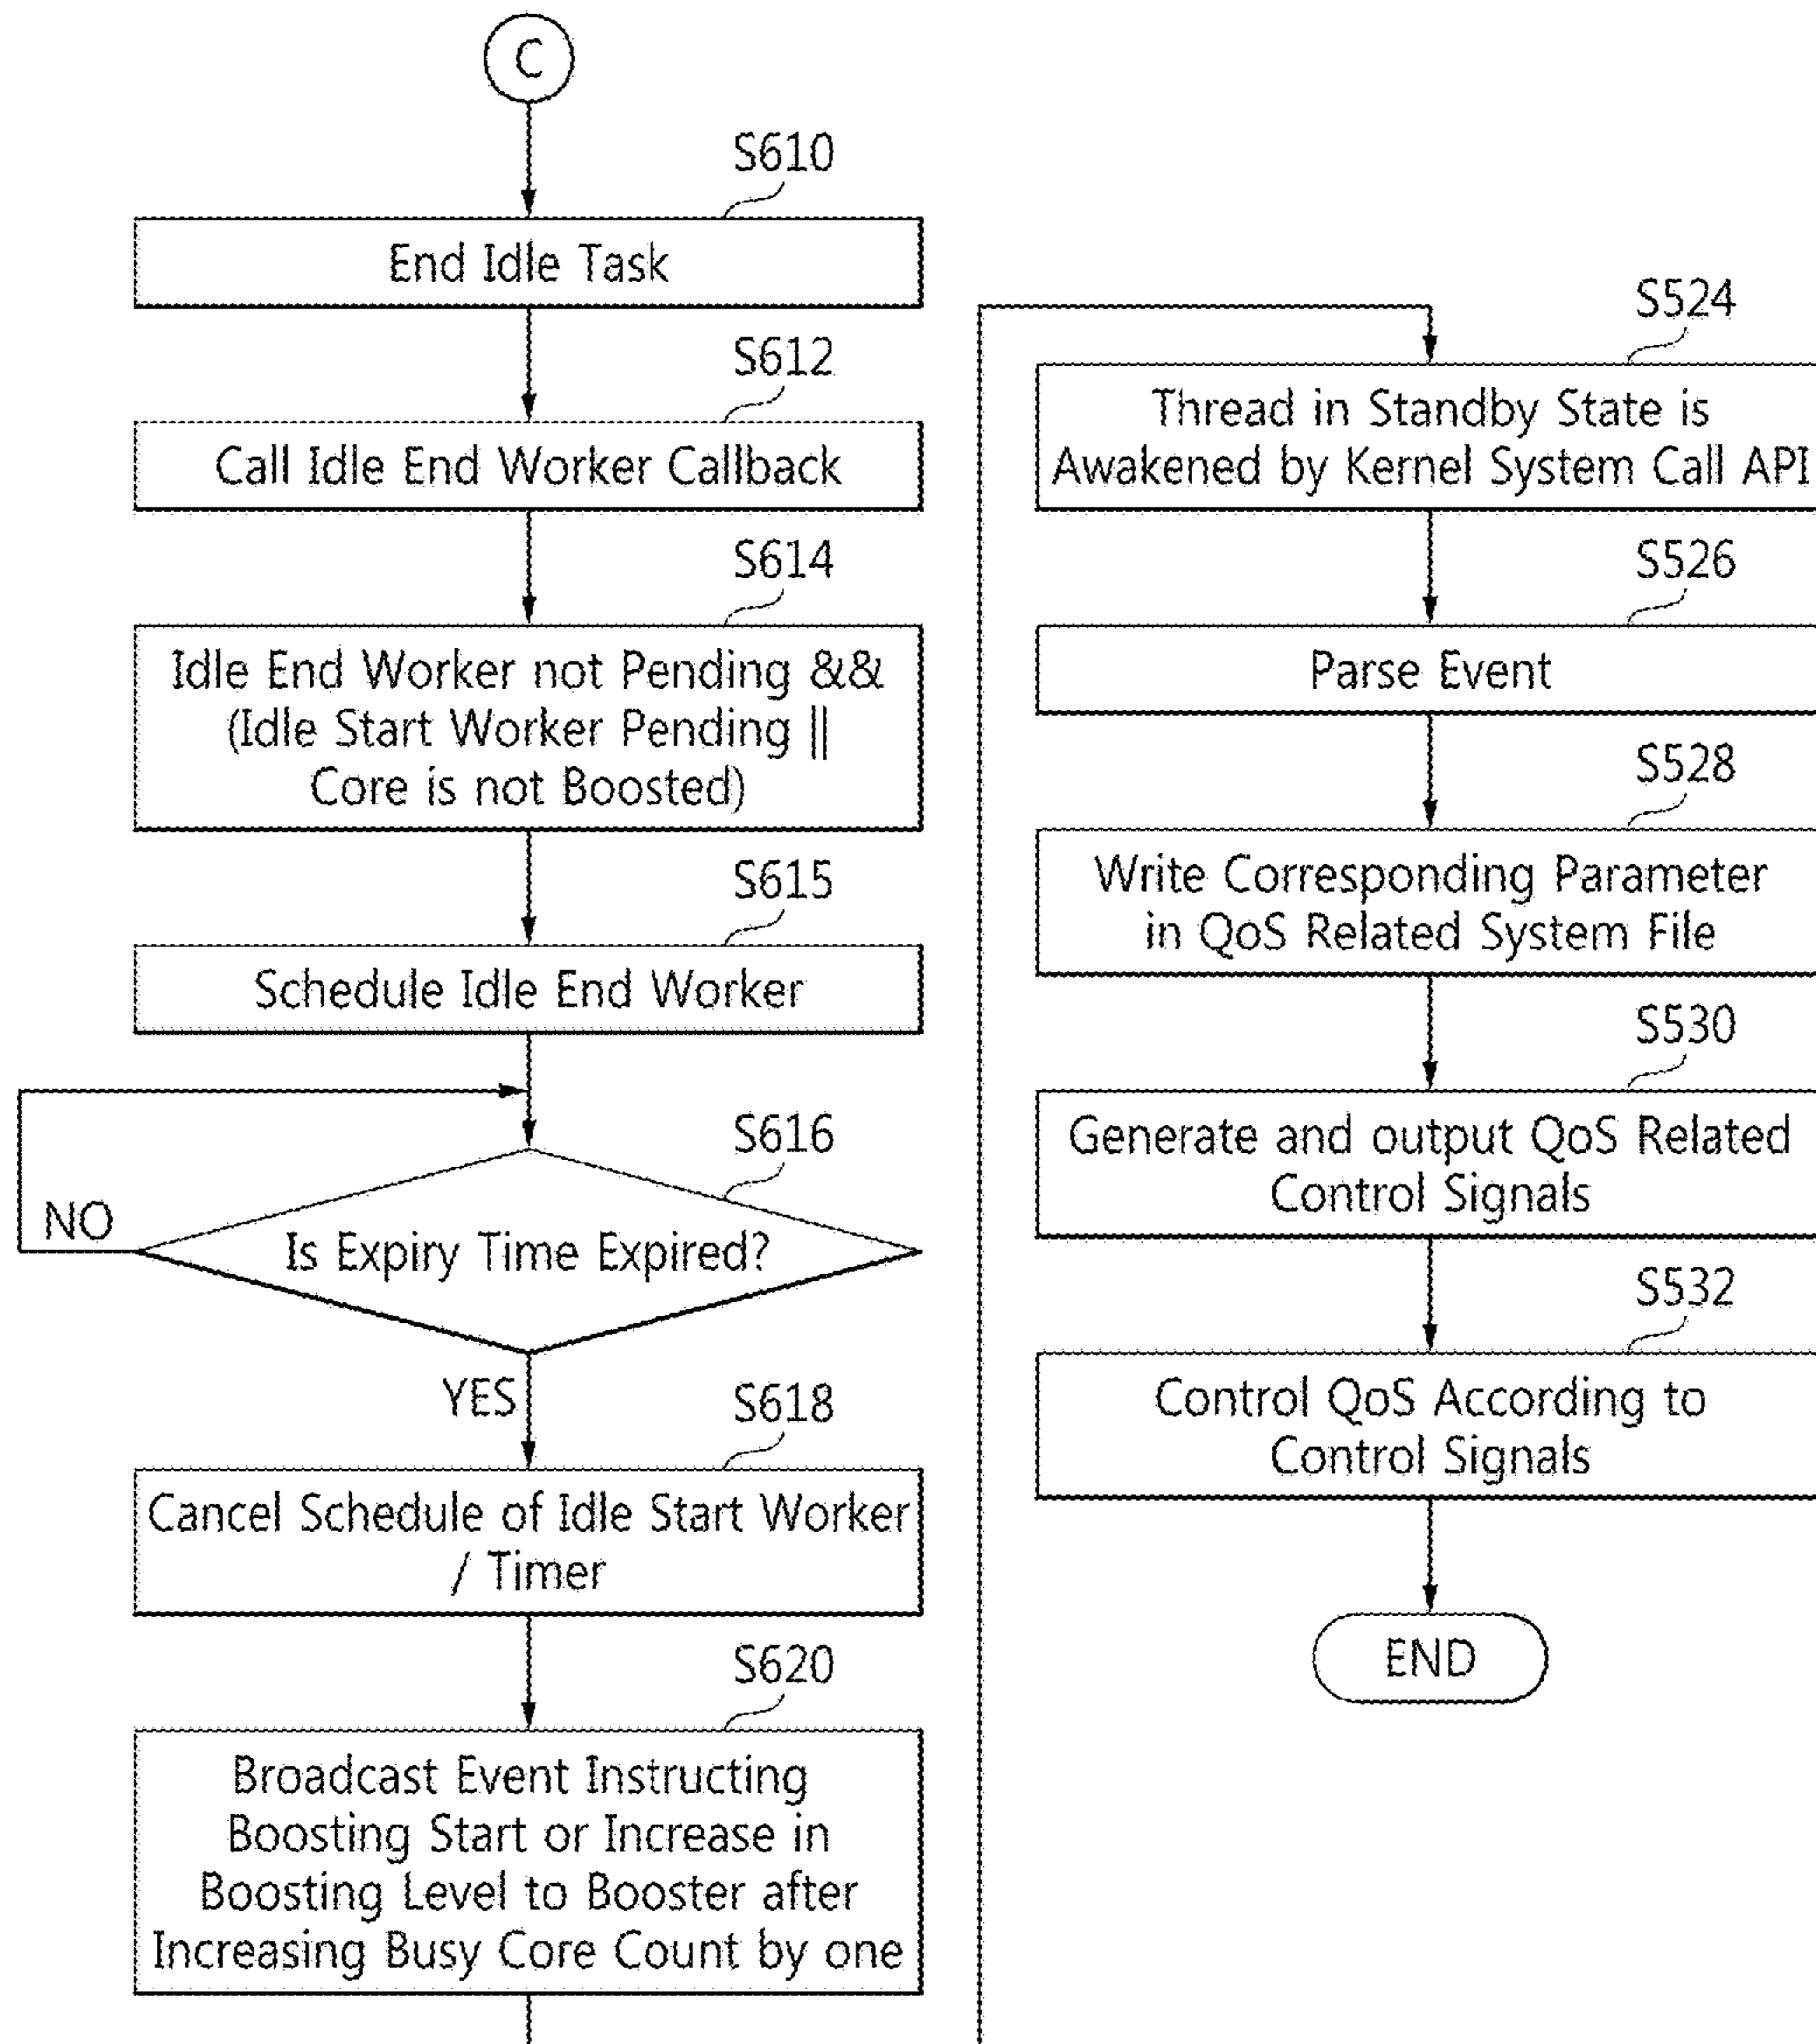 C
S610
End Idle Task
S612
Call Idle End Worker Callback
S614
Idle End Worker not Pending &&
(Idle Start Worker Pending ||
Core is not Boosted)
S615
Schedule Idle End Worker
S616
NO
Is Expiry Time Expired?
YES
S618
Cancel Schedule of Idle Start Worker
/ Timer
S620
Broadcast Event Instructing
Boosting Start or Increase in
Boosting Level to Booster after
Increasing Busy Core Count by one
S524
Thread in Standby State is
Awakened by Kernel System Call API
S526
Parse Event
S528
Write Corresponding Parameter
in QoS Related System File
S530
Generate and output QoS Related
Control Signals
S532
Control QoS According to
Control Signals
END